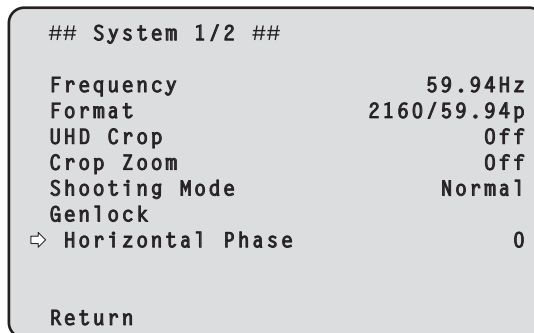 ## System 1/2 ##
Frequency 59.94Hz
Format 2160/59.94p
UHD Crop Off
Crop Zoom Off
Shooting Mode Normal
Genlock
⇨ Horizontal Phase 0
Return